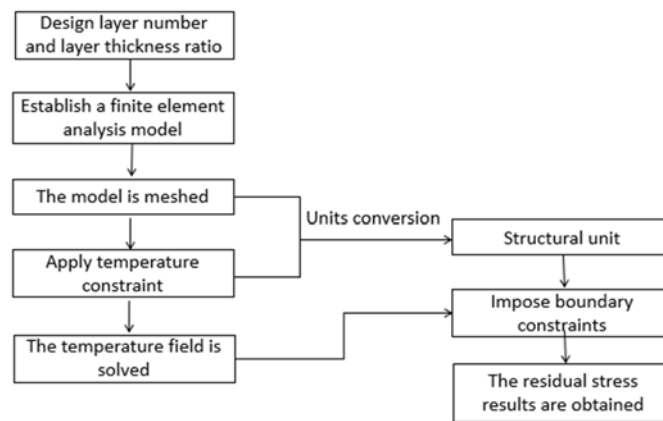 Design layer number
and layer thickness ratio
Establish a finite element
analysis model
The model is meshed
Units conversion
Structural unit
Apply temperature
constraint
Impose boundary
constraints
The temperature field is
solved
The residual stress
results are obtained